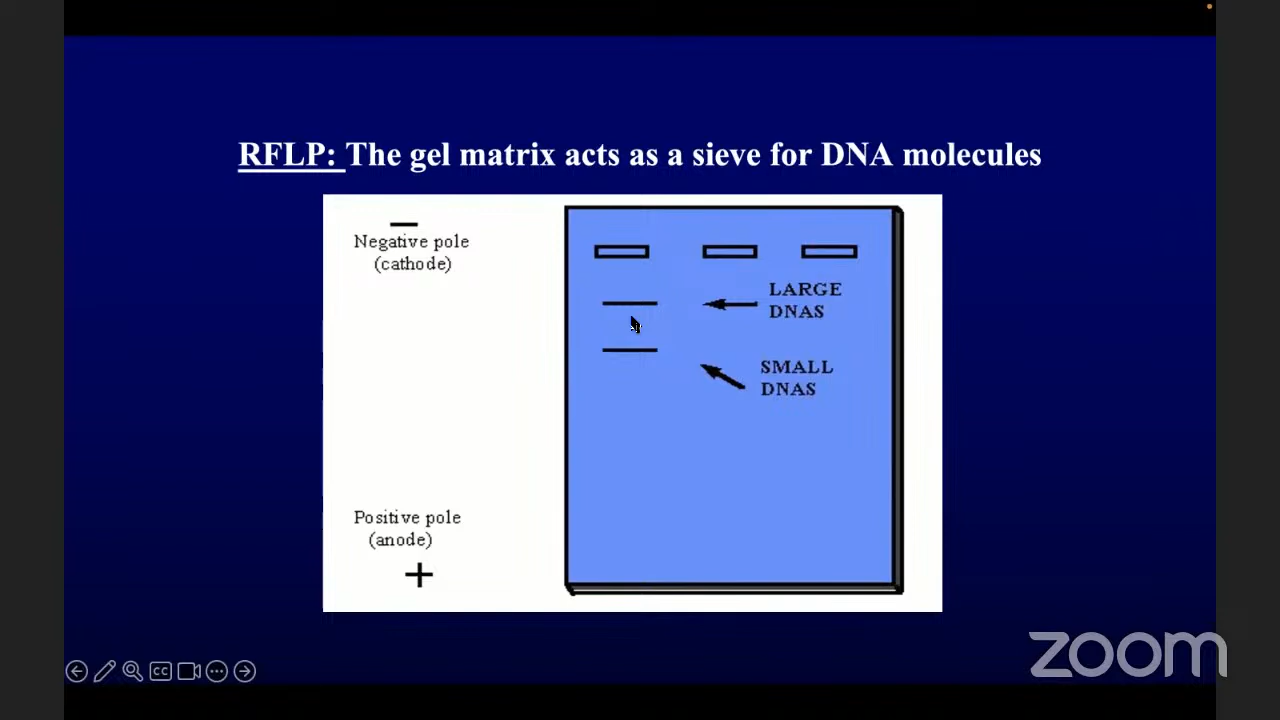 RFLP: The gel matrix acts as a sieve for DNA molecules
Negative pole
(cathode)
LARGE
DNAS
SMALL
DNAS
Positive pole
(anode)
+
CC
zoom